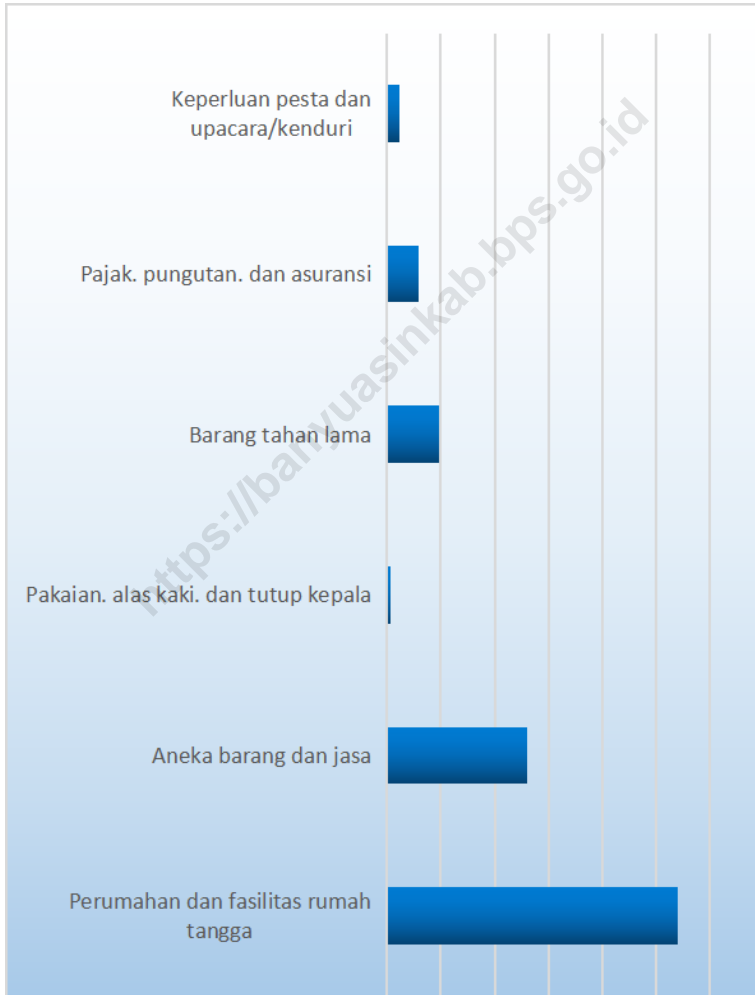 Keperluan pesta dan
upacara/kenduri
Pajak. pungutan. dan asuransi
Barang tahan lama
Pakaian. alas kaki. dan tutup kepala
Aneka barang dan jasa
Perumahan dan fasilitas rumah
tangga
https://banyuasinkab.bps.go.id